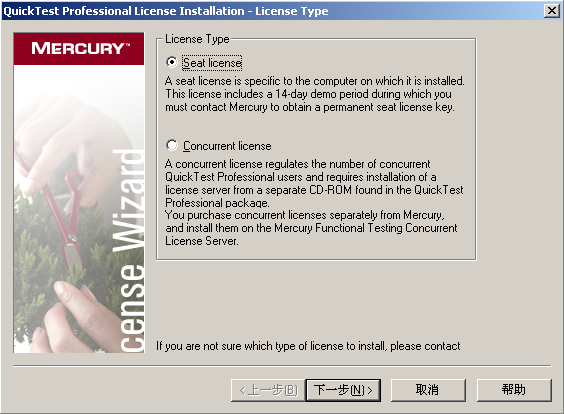 QuickTest Professional License Installation - License Type
MERCURY™
License Wizard
License Type
Seat license
A seat license is specific to the computer on which it is installed.
This license includes a 14-day demo period during which you
must contact Mercury to obtain a permanent seat license key.
Concurrent license
A concurrent license regulates the number of concurrent
QuickTest Professional users and requires installation of a
license server from a separate CD-ROM found in the QuickTest
Professional package.
You purchase concurrent licenses separately from Mercury,
and install them on the Mercury Functional Testing Concurrent
License Server.
If you are not sure which type of license to install, please contact
<上一步(B)
下一步(N)>
取消
帮助